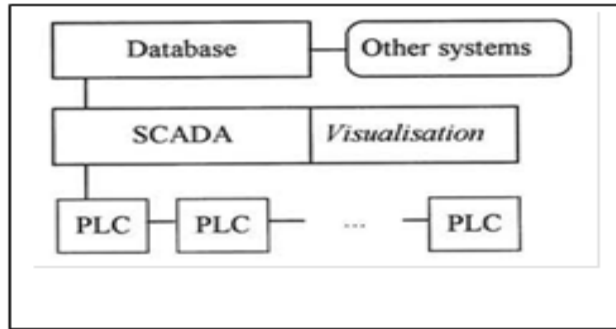 Database
Other systems
SCADA
Visualisation
PLC
PLC
...
PLC